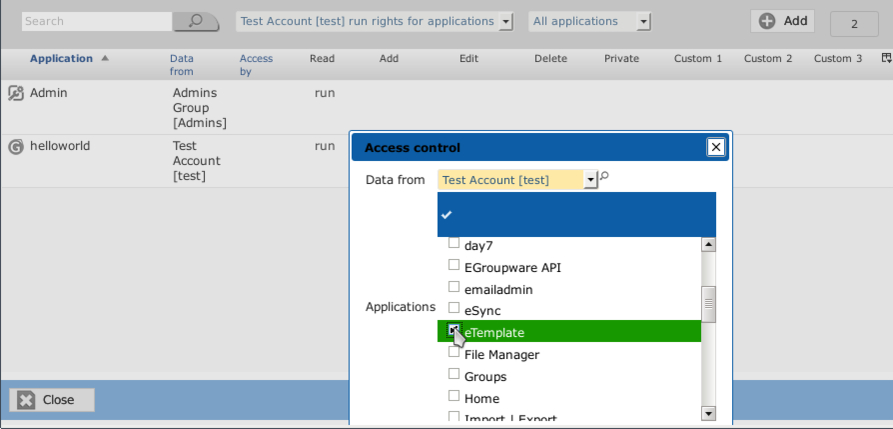 Search
Test Account [test] run rights for applications
All applications
Add
2
Application
Data from
Access by
Read
Add
Edit
Delete
Private
Custom 1
Custom 2
Custom 3
Admin
Admins
Group
[Admins]
run
helloworld
Test
Account
[test]
run
Access control
Data from
Test Account [test]
day7
EGroupware API
emailadmin
eSync
Applications
eTemplate
File Manager
Groups
Home
Import | Export
Close